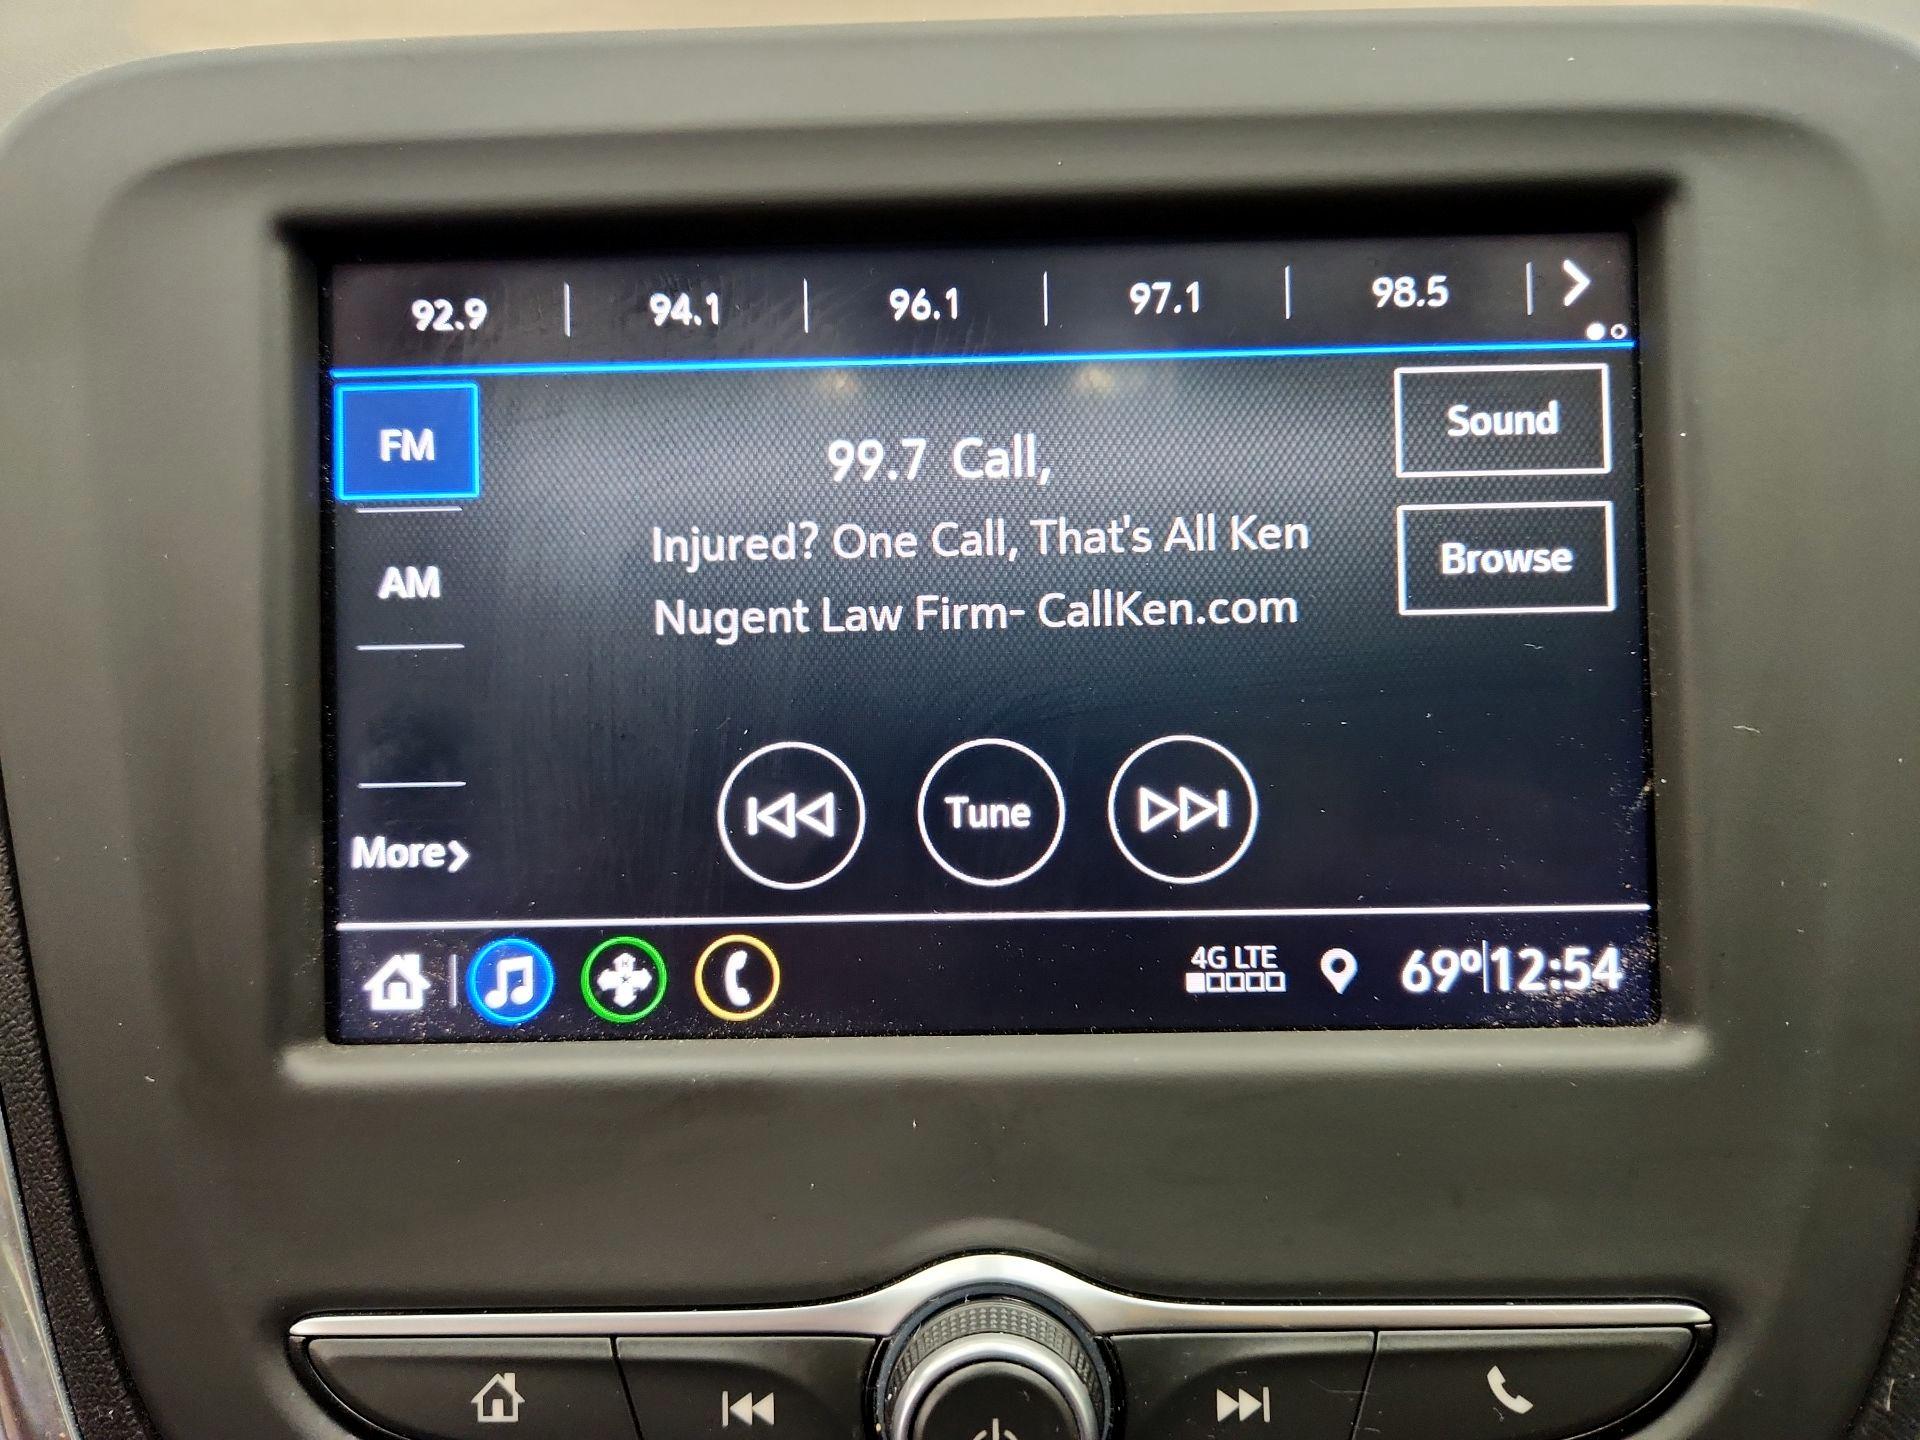 92.9 94.1 96.1 97.1 98.5
FM
99.7 Call,
Sound
Injured? One Call, That's All Ken
Nugent Law Firm- CallKen.com
Browse
AM
Tune
More
4G LTE
69° 12:54